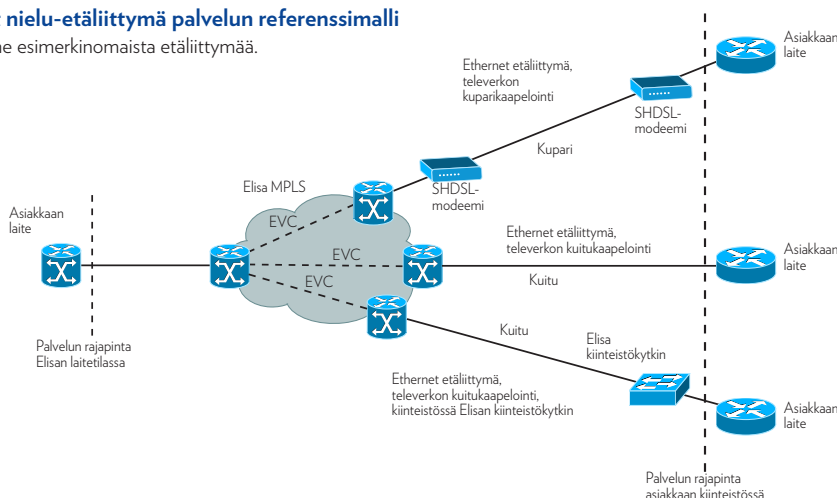 nielu-etäliittymä palvelun referenssimalli
esimerkinomaista etäliittymää.
Asiakkaan
laite
Ethernet etäliittymä,
televerkon
kuparikaapelointi
SHDSL-
modeemi
Kupari
Elisa MPLS
SHDSL-
modeemi
Asiakkaan
laite
EVC
EVC
EVC
Ethernet etäliittymä,
televerkon kuitukaapelointi
Kuitu
Asiakkaan
laite
Palvelun rajapinta
Elisan laitetilassa
Kuitu
Elisa
kiinteistökytkin
Ethernet etäliittymä,
televerkon kuitukaapelointi,
kiinteistössä Elisan kiinteistökytkin
Asiakkaan
laite
Palvelun rajapinta
asiakkaan kiinteistössä